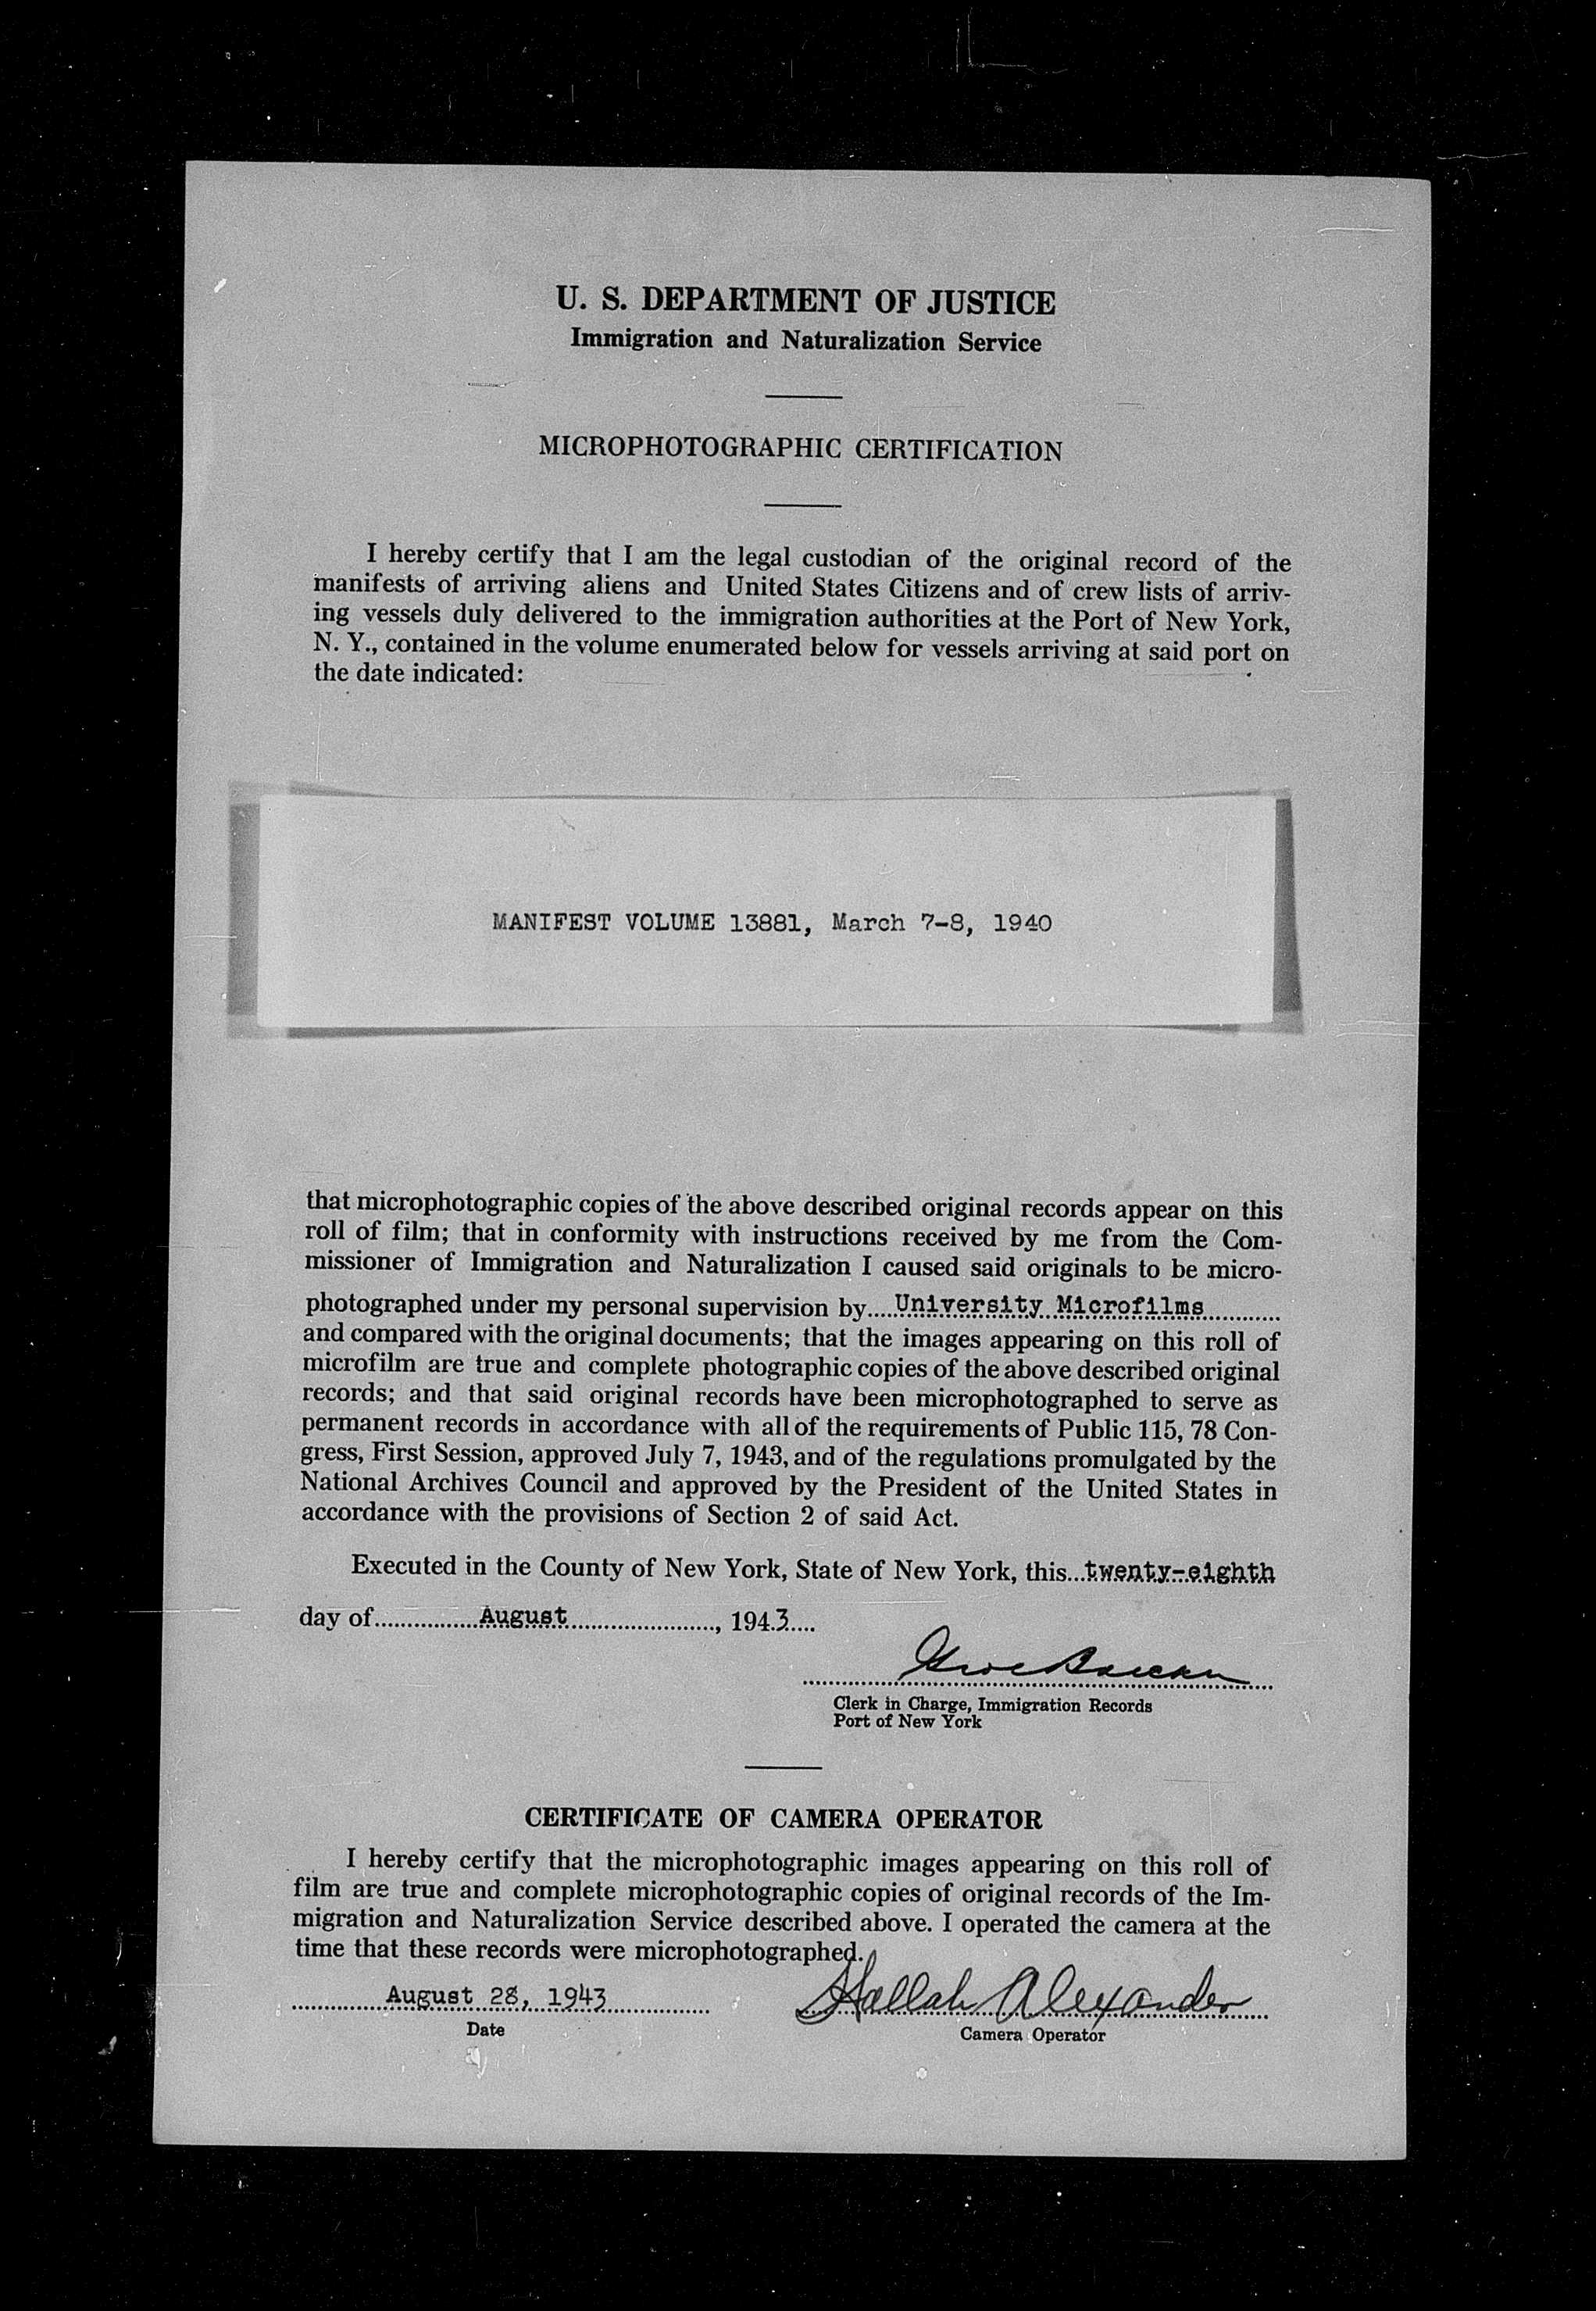 U. S. DEPARTMENT OF JUSTICE
Immigration and Naturalization Service
MICROPHOTOGRAPHIC CERTIFICATION
I hereby certify that I am the legal custodian of the original record of the
manifests of arriving aliens and United States Citizens and of crew lists of arriv-
ing vessels duly delivered to the immigration authorities at the Port of New York,
N. Y., contained in the volume enumerated below for vessels arriving at said port on
the date indicated:
MANIFEST VOLUME 13881, March 7-8, 1940
that microphotographic copies of the above described original records appear on this
roll of film; that in conformity with instructions received by me from the Com-
missioner of Immigration and Naturalization I caused said originals to be micro-
photographed under my personal supervision by....University Microfilms............
and compared with the original documents; that the images appearing on this roll of
microfilm are true and complete photographic copies of the above described original
records; and that said original records have been microphotographed to serve as
permanent records in accordance with all of the requirements of Public 115, 78 Con-
gress, First Session, approved July 7, 1943, and of the regulations promulgated by the
National Archives Council and approved by the President of the United States in
accordance with the provisions of Section 2 of said Act.
Executed in the County of New York, State of New York, this...twenty-eighth
day of................August........................, 1943....
Clerk in Charge, Immigration Records
Port of New York
CERTIFICATE OF CAMERA OPERATOR
I hereby certify that the microphotographic images appearing on this roll of
film are true and complete microphotographic copies of original records of the Im-
migration and Naturalization Service described above. I operated the camera at the
time that these records were microphotographed.
August 28, 1943 Hallah Alexander
Date Camera Operator